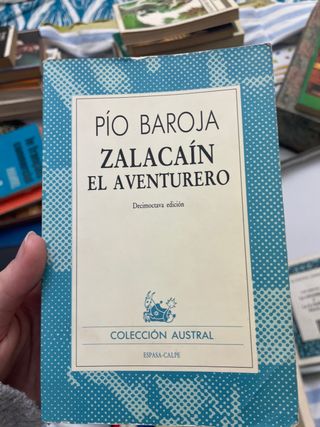 PÍO BAROJA
ZALACAÍN
EL AVENTURERO
Decimoctava edición
COLECCIÓN AUSTRAL
ESPASA-CALPE